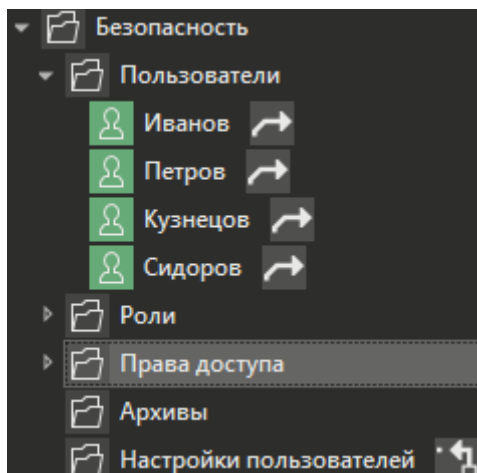 Безопасность
Пользователи
Иванов
Петров
Кузнецов
Сидоров
Роли
Права доступа
Архивы
Настройки пользователей